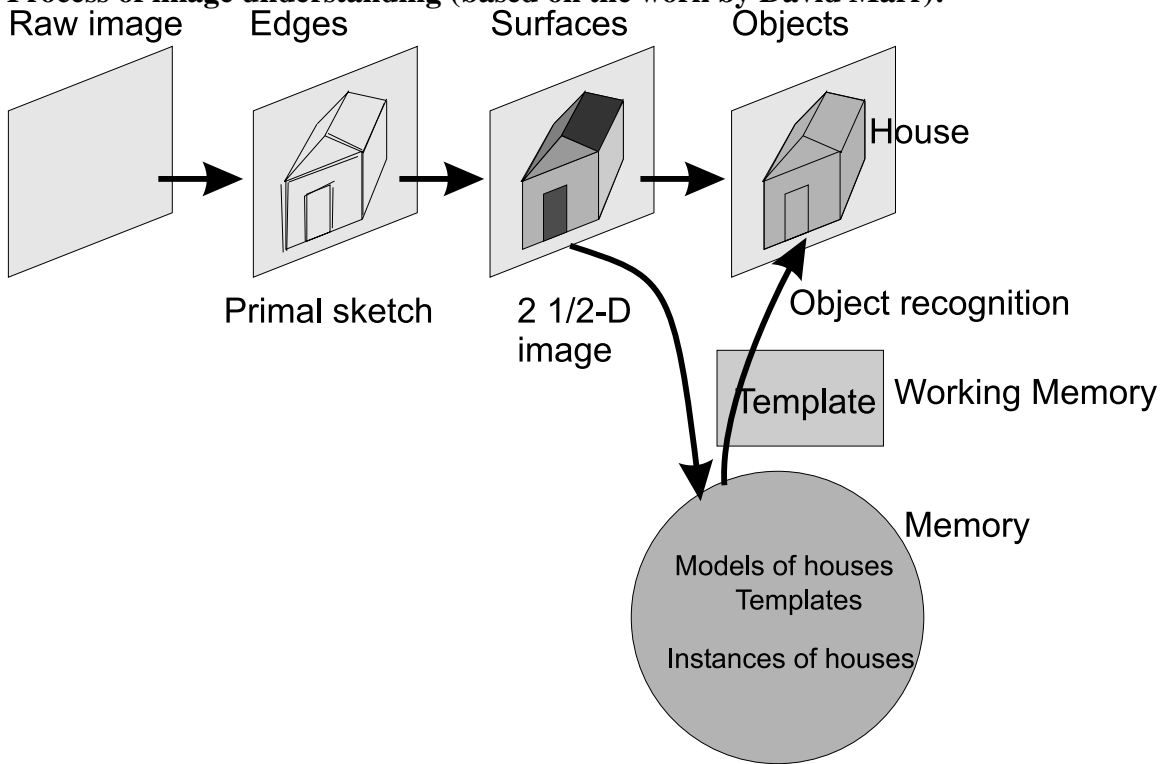 Process of image understanding (based on the work by David Marr).
Raw image Edges Surfaces Objects
House
Primal sketch
2 1/2-D
image
Object recognition
Template
Working Memory
Memory
Models of houses
Templates
Instances of houses